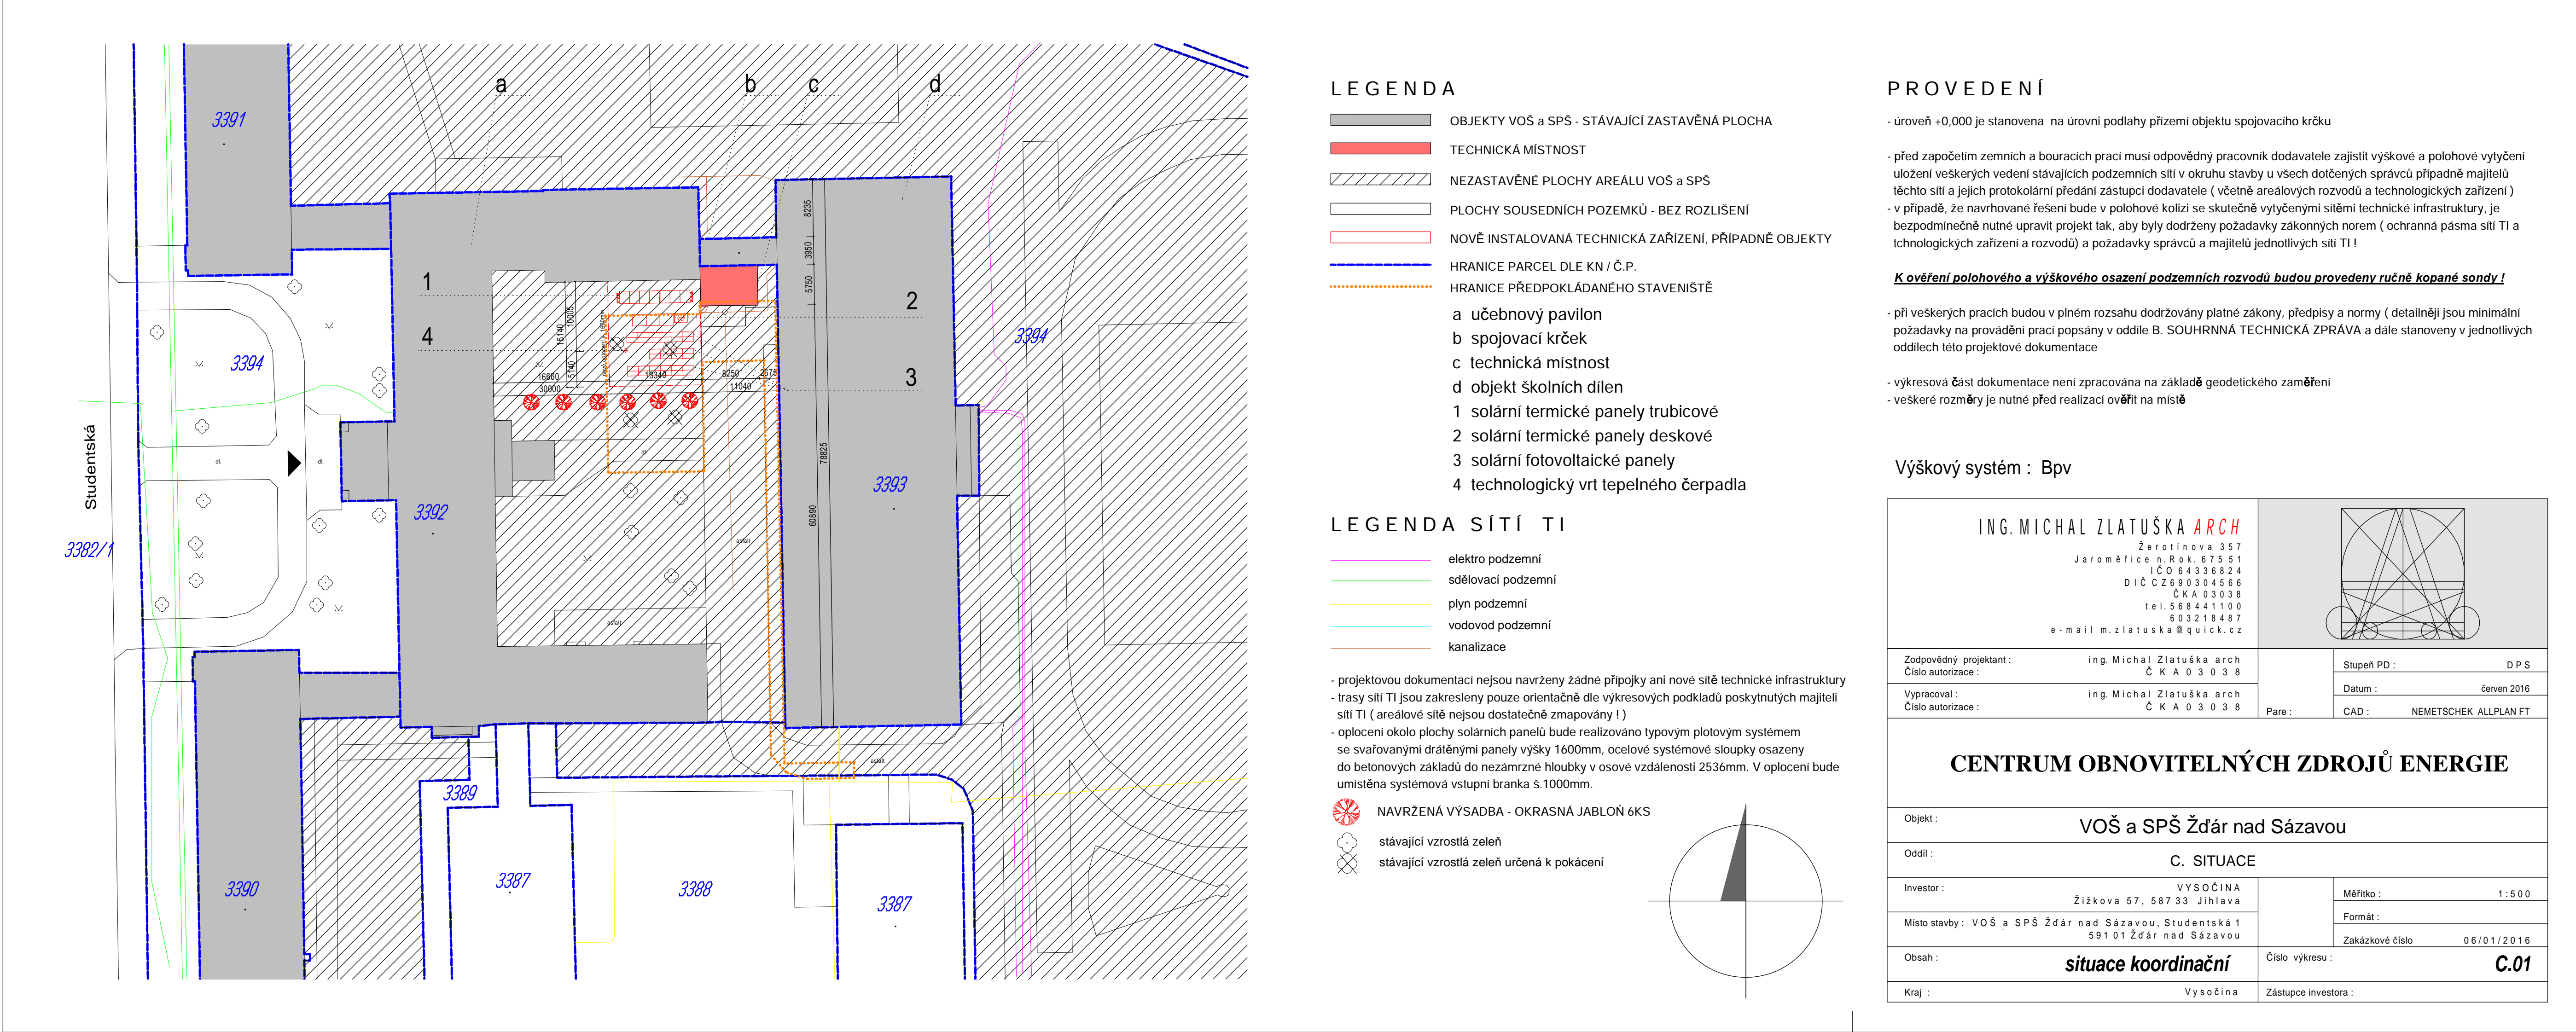 a
b
c
d
3391
8235
3950
5750
1
2
3394
3394
4
3
10005
16140
5140
16660
30000
13340
8250
2675
11040
78825
60890
Studentská
dl.
dl.
dl.
3392
3393
3382/1
asfalt
asfalt
asfalt
3389
3390
3387
3388
3387
LEGENDA
OBJEKTY VOŠ a SPŠ - STÁVAJÍCÍ ZASTAVĚNÁ PLOCHA
TECHNICKÁ MÍSTNOST
NEZASTAVĚNÉ PLOCHY AREÁLU VOŠ a SPŠ
PLOCHY SOUSEDNÍCH POZEMKŮ - BEZ ROZLIŠENÍ
NOVĚ INSTALOVANÁ TECHNICKÁ ZAŘÍZENÍ, PŘÍPADNĚ OBJEKTY
HRANICE PARCEL DLE KN / Č.P.
HRANICE PŘEDPOKLÁDANÉHO STAVENIŠTĚ
a učebnový pavilon
b spojovací krček
c technická místnost
d objekt školních dílen
1 solární termické panely trubicové
2 solární termické panely deskové
3 solární fotovoltaické panely
4 technologický vrt tepelného čerpadla
LEGENDA SÍTÍ TI
elektro podzemní
sdělovací podzemní
plyn podzemní
vodovod podzemní
kanalizace
- projektovou dokumentací nejsou navrženy žádné přípojky ani nové sítě technické infrastruktury
- trasy sítí TI jsou zakresleny pouze orientačně dle výkresových podkladů poskytnutých majiteli
sítí TI ( areálové sítě nejsou dostatečně zmapovány ! )
- oplocení okolo plochy solárních panelů bude realizováno typovým plotovým systémem
se svařovanými drátěnými panely výšky 1600mm, ocelové systémové sloupky osazeny
do betonových základů do nezámrzné hloubky v osové vzdálenosti 2536mm. V oplocení bude
umístěna systémová vstupní branka š.1000mm.
NAVRŽENÁ VÝSADBA - OKRASNÁ JABLOŇ 6KS
stávající vzrostlá zeleň
stávající vzrostlá zeleň určená k pokácení
PROVEDENÍ
- úroveň +0,000 je stanovena na úrovni podlahy přízemí objektu spojovacího krčku
- před započetím zemních a bouracích prací musí odpovědný pracovník dodavatele zajistit výškové a polohové vytyčení
uložení veškerých vedení stávajících podzemních sítí v okruhu stavby u všech dotčených správců případně majitelů
těchto sítí a jejich protokolární předání zástupci dodavatele ( včetně areálových rozvodů a technologických zařízení )
- v případě, že navrhované řešení bude v polohové kolizi se skutečně vytyčenými sítěmi technické infrastruktury, je
bezpodmínečně nutné upravit projekt tak, aby byly dodrženy požadavky zákonných norem ( ochranná pásma sítí TI a
tchnologických zařízení a rozvodů) a požadavky správců a majitelů jednotlivých sítí TI !
K ověření polohového a výškového osazení podzemních rozvodů budou provedeny ručně kopané sondy !
- při veškerých pracích budou v plném rozsahu dodržovány platné zákony, předpisy a normy ( detailněji jsou minimální
požadavky na provádění prací popsány v oddíle B. SOUHRNNÁ TECHNICKÁ ZPRÁVA a dále stanoveny v jednotlivých
oddílech této projektové dokumentace
- výkresová část dokumentace není zpracována na základě geodetického zaměření
- veškeré rozměry je nutné před realizací ověřit na místě
Výškový systém : Bpv
ING. MICHAL ZLATUŠKA ARCH
Žerotínova 357
Jaroměřice n.Rok. 675 51
IČO 64336824
DIČ CZ690304566
ČKA 03038
tel.568441100
603218487
e-mail m.zlatuska@quick.cz
Zodpovědný projektant : ing. Michal Zlatuška arch
Číslo autorizace : ČKA03038
Vypracoval : ing. Michal Zlatuška arch
Číslo autorizace : ČKA03038
Pare :
Stupeň PD : DPS
Datum : červen 2016
CAD : NEMETSCHEK ALLPLAN FT
CENTRUM OBNOVITELNÝCH ZDROJŮ ENERGIE
Objekt : VOŠ a SPŠ Žďár nad Sázavou
Oddíl : C. SITUACE
Investor : VYSOČINA
Žižkova 57, 587 33 Jihlava
Místo stavby : VOŠ a SPŠ Žďár nad Sázavou, Studentská 1
591 01 Žďár nad Sázavou
Měřítko : 1:500
Formát :
Zakázkové číslo 06/01/2016
Obsah : situace koordinační
Číslo výkresu : C.01
Kraj : Vysočina
Zástupce investora :